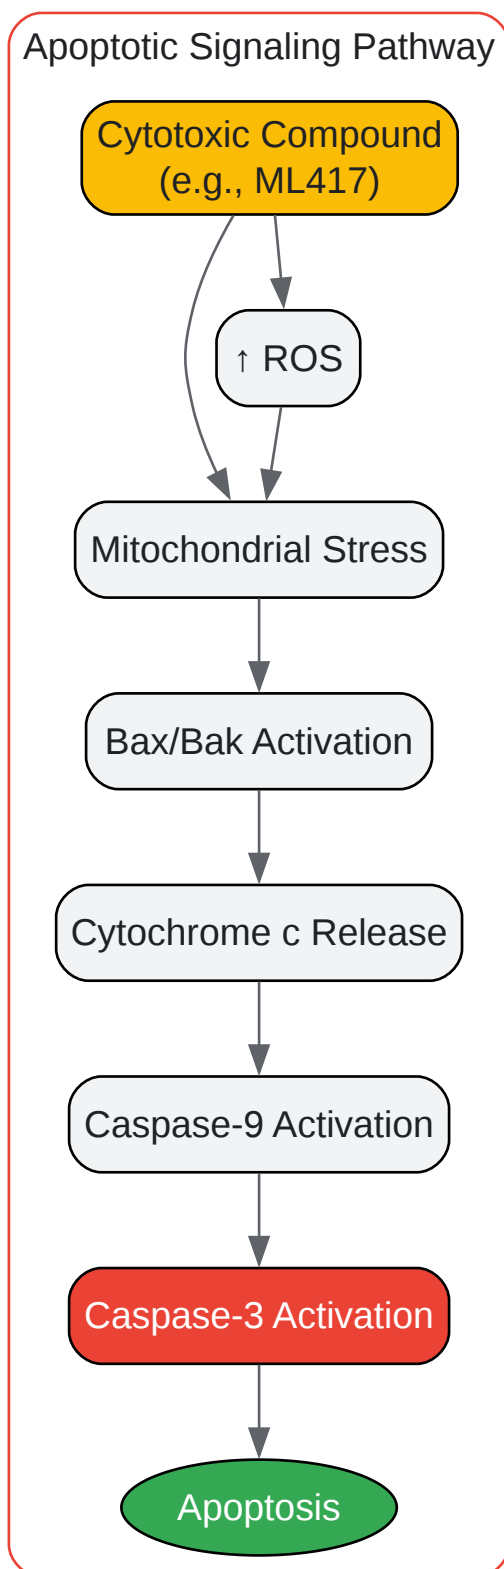 Apoptotic Signaling Pathway
Cytotoxic Compound
(e.g., ML417)
↑ ROS
Mitochondrial Stress
Bax/Bak Activation
Cytochrome c Release
Caspase-9 Activation
Caspase-3 Activation
Apoptosis